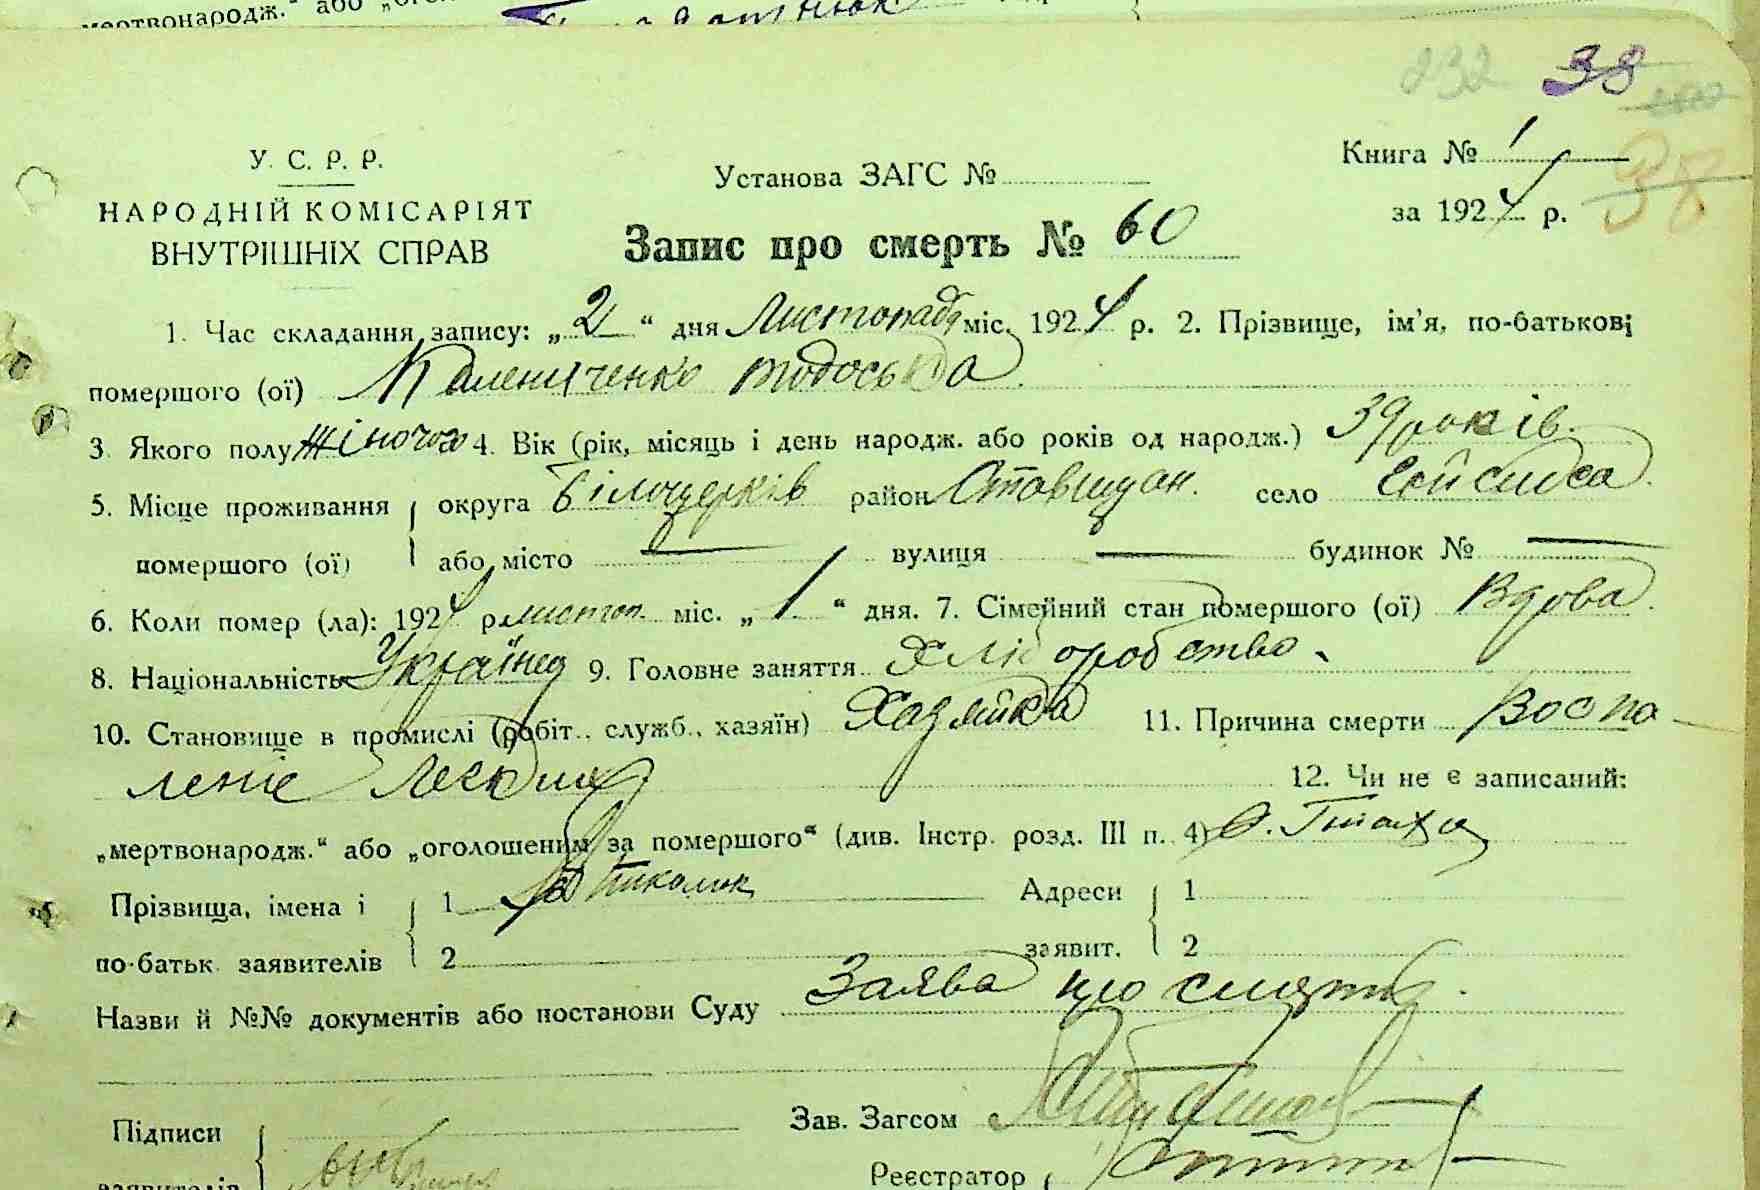 232 38
38
У. С. Р. Р.
НАРОДНІЙ КОМІСАРІЯТ
ВНУТРІШНІХ СПРАВ
Установа ЗАГС №
Книга № 1
за 1924 р.
Запис про смерть № 60
1. Час складання запису: „2“ дня Листопада міс. 1924 р. 2. Прізвище, ім'я, по-батькові
помершого (ої) Каленяченко тодоська
3. Якого полу Жіночого 4. Вік (рік, місяць і день народж. або років од народж.) 39 років.
5. Місце проживання помершого (ої) округа Білоцерків район Ставищан. село
або місто — вулиця — будинок № —
6. Коли помер (ла): 1924 р. листоп. міс. „1“ дня. 7. Сімейний стан помершого (ої) Вдова
8. Національність Українка 9. Головне заняття Хліборобство.
10. Становище в промислі (робіт., служб., хазяїн) Хазяйка 11. Причина смерти Воспа-
леніє Легких 12. Чи не є записаний:
„мертвонародж.“ або „оголошеним за помершого“ (див. Інстр. розд. III п. 4)
Прізвища, імена і по-батьк. заявителів 1
2
Адреси заявит. 1
2
Назви й №№ документів або постанови Суду Заява про смерть.
Підписи
заявителів
Зав. Загсом
Реєстратор